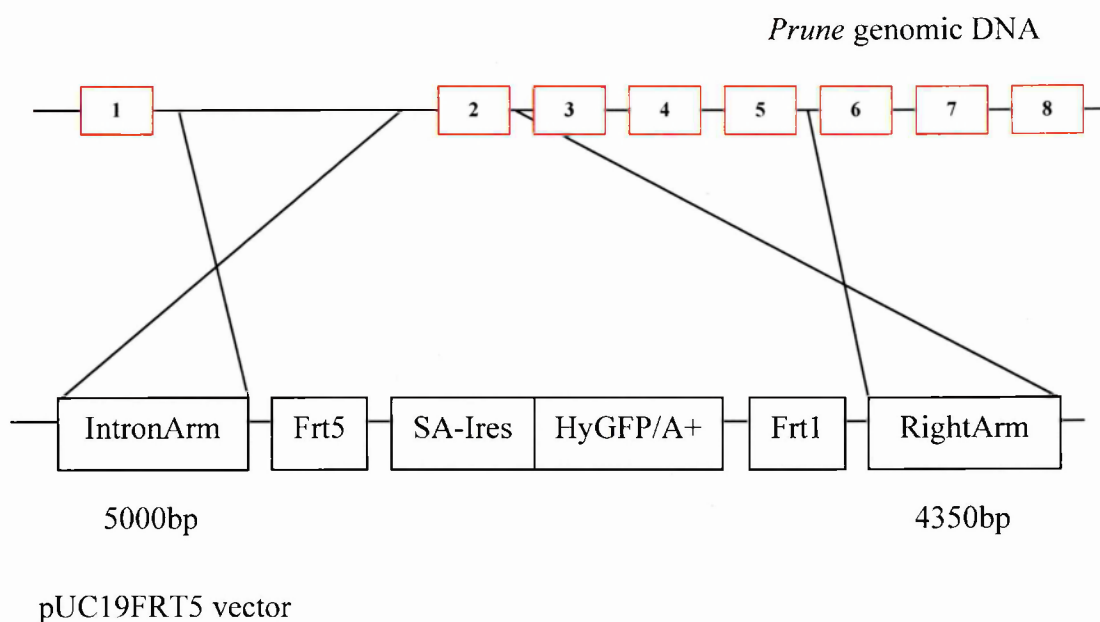 Prune genomic DNA
1 2 3 4 5 6 7 8
IntronArm Frt5 SA-Ires HyGFP/A+ Frt1 RightArm
5000bp 4350bp
pUC19FRT5 vector